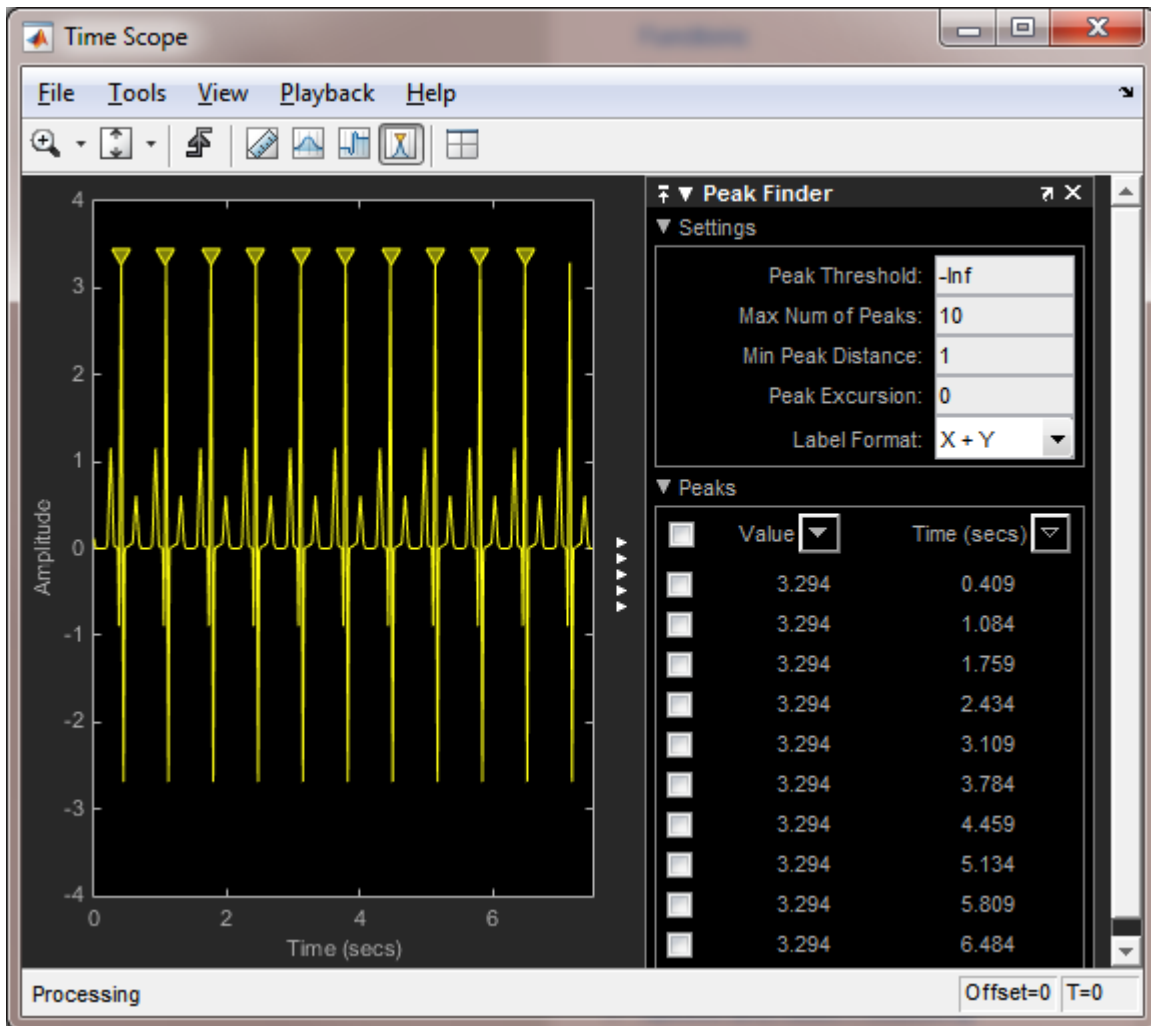 Time Scope
File Tools View Playback Help
Peak Finder
Settings
Peak Threshold: -Inf
Max Num of Peaks: 10
Min Peak Distance: 1
Peak Excursion: 0
Label Format: X + Y
Peaks
Value Time (secs)
3.294 0.409
3.294 1.084
3.294 1.759
3.294 2.434
3.294 3.109
3.294 3.784
3.294 4.459
3.294 5.134
3.294 5.809
3.294 6.484
4
3
2
1
0
-1
-2
-3
-4
Amplitude
0 2 4 6
Time (secs)
Processing Offset=0 T=0